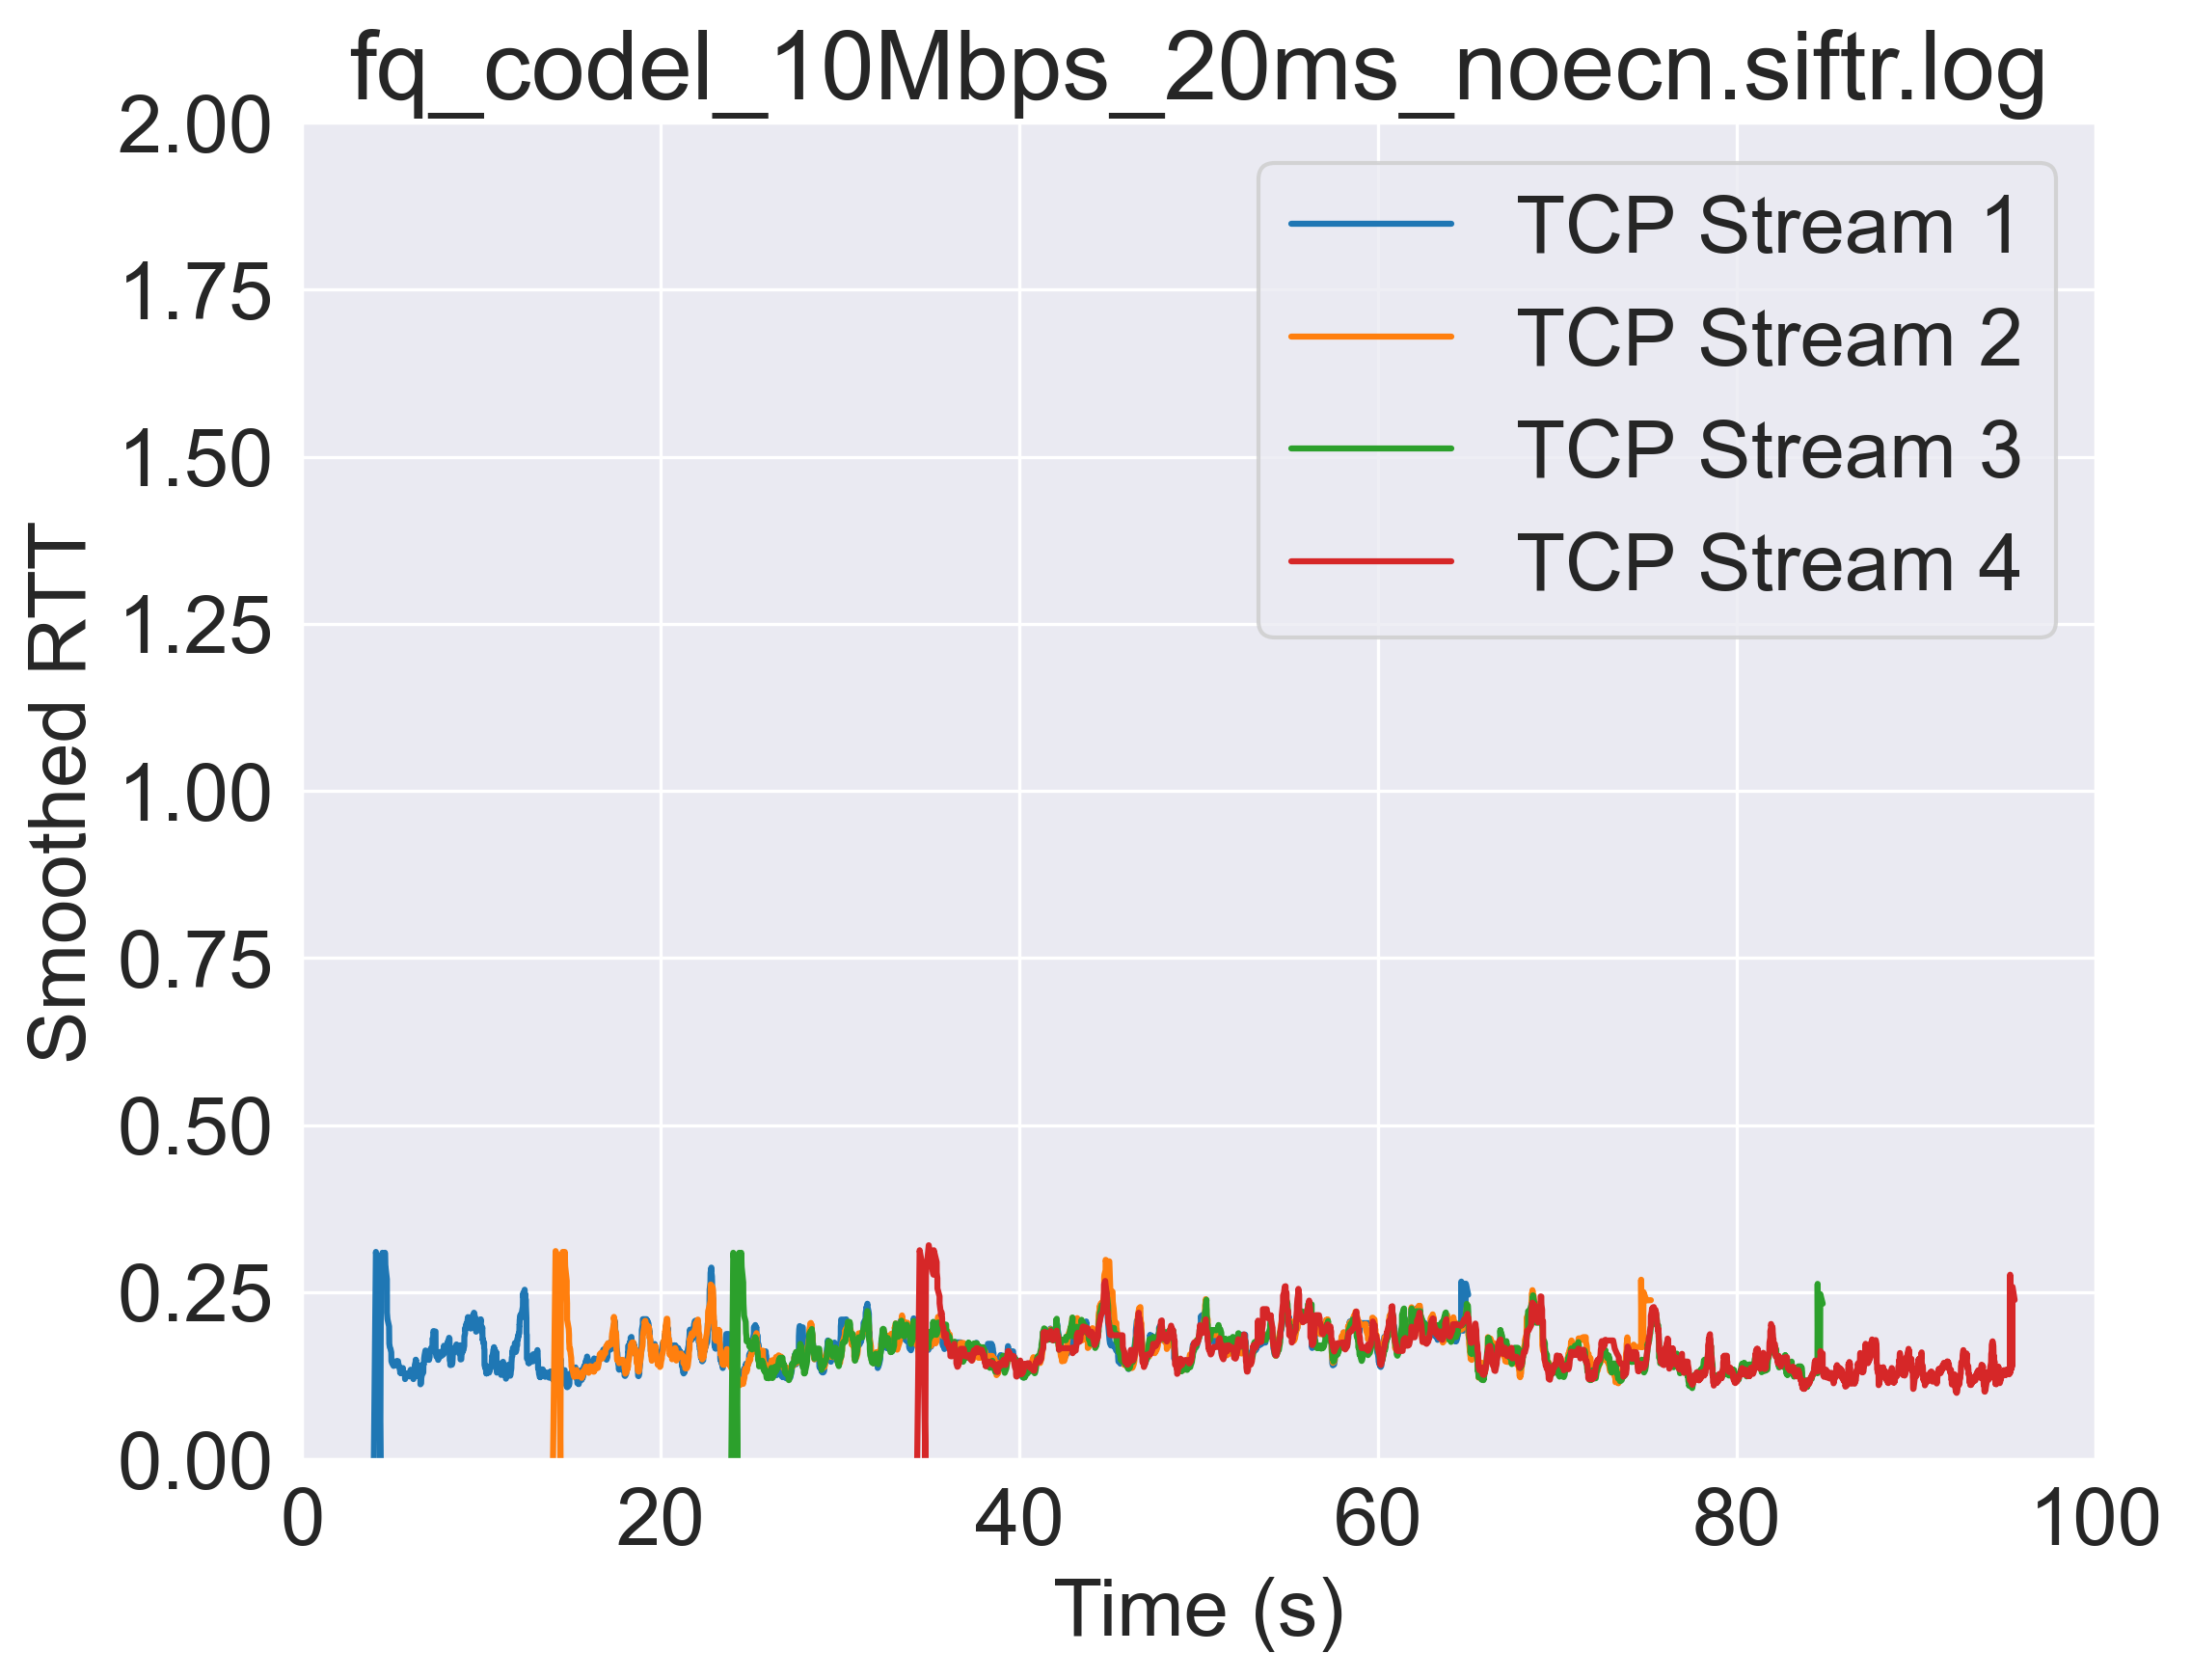 fq_codel_10Mbps_20ms_noecn.siftr.log
2.00
1.75
1.50
1.25
1.00
0.75
0.50
0.25
0.00
Smoothed RTT
TCP Stream 1
TCP Stream 2
TCP Stream 3
TCP Stream 4
0 20 40 60 80 100
Time (s)